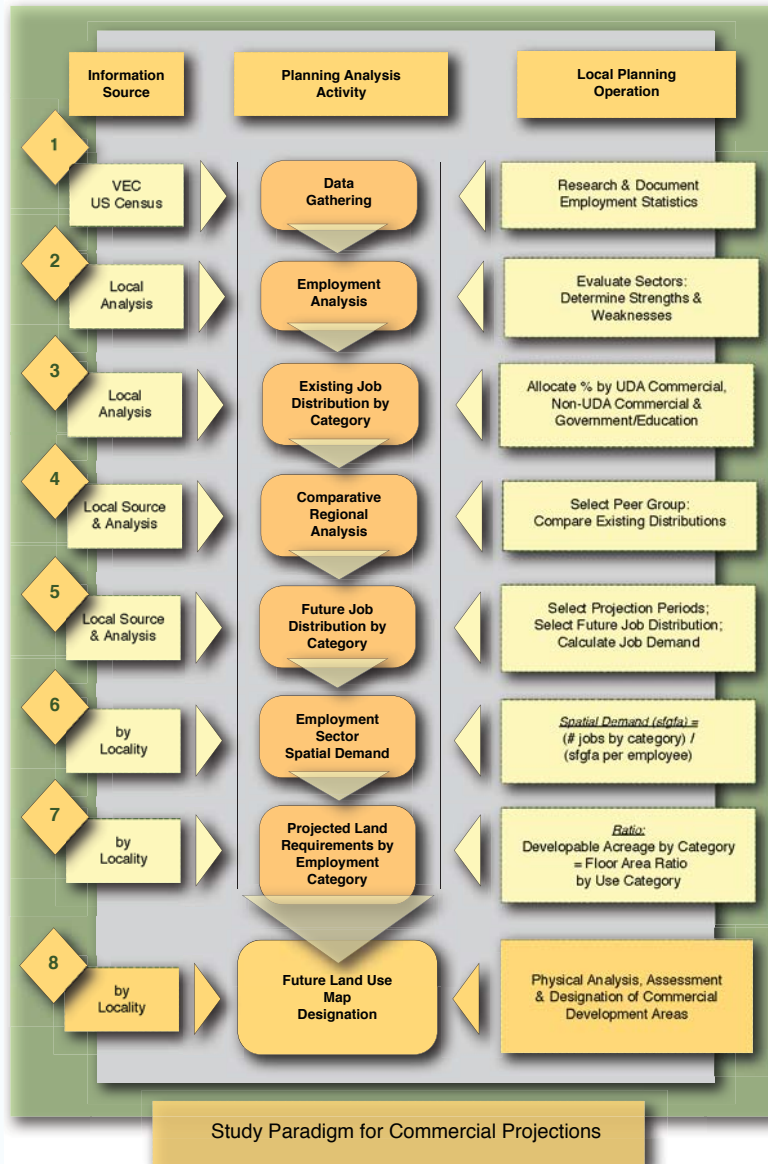 Information
Source
Planning Analysis
Activity
Local Planning
Operation
1
VEC
US Census
Data
Gathering
Research & Document
Employment Statistics
2
Local
Analysis
Employment
Analysis
Evaluate Sectors:
Determine Strengths &
Weaknesses
3
Local
Analysis
Existing Job
Distribution by
Category
Allocate % by UDA Commercial,
Non-UDA Commercial &
Government/Education
4
Local Source
& Analysis
Comparative
Regional
Analysis
Select Peer Group:
Compare Existing Distributions
5
Local Source
& Analysis
Future Job
Distribution by
Category
Select Projection Periods;
Select Future Job Distribution;
Calculate Job Demand
6
by
Locality
Employment
Sector
Spatial Demand
Spatial Demand (sfgfa) =
(# jobs by category) /
(sfgfa per employee)
7
by
Locality
Projected Land
Requirements by
Employment
Category
Ratio:
Developable Acreage by Category
= Floor Area Ratio
by Use Category
8
by
Locality
Future Land Use
Map
Designation
Physical Analysis, Assessment
& Designation of Commercial
Development Areas
Study Paradigm for Commercial Projections